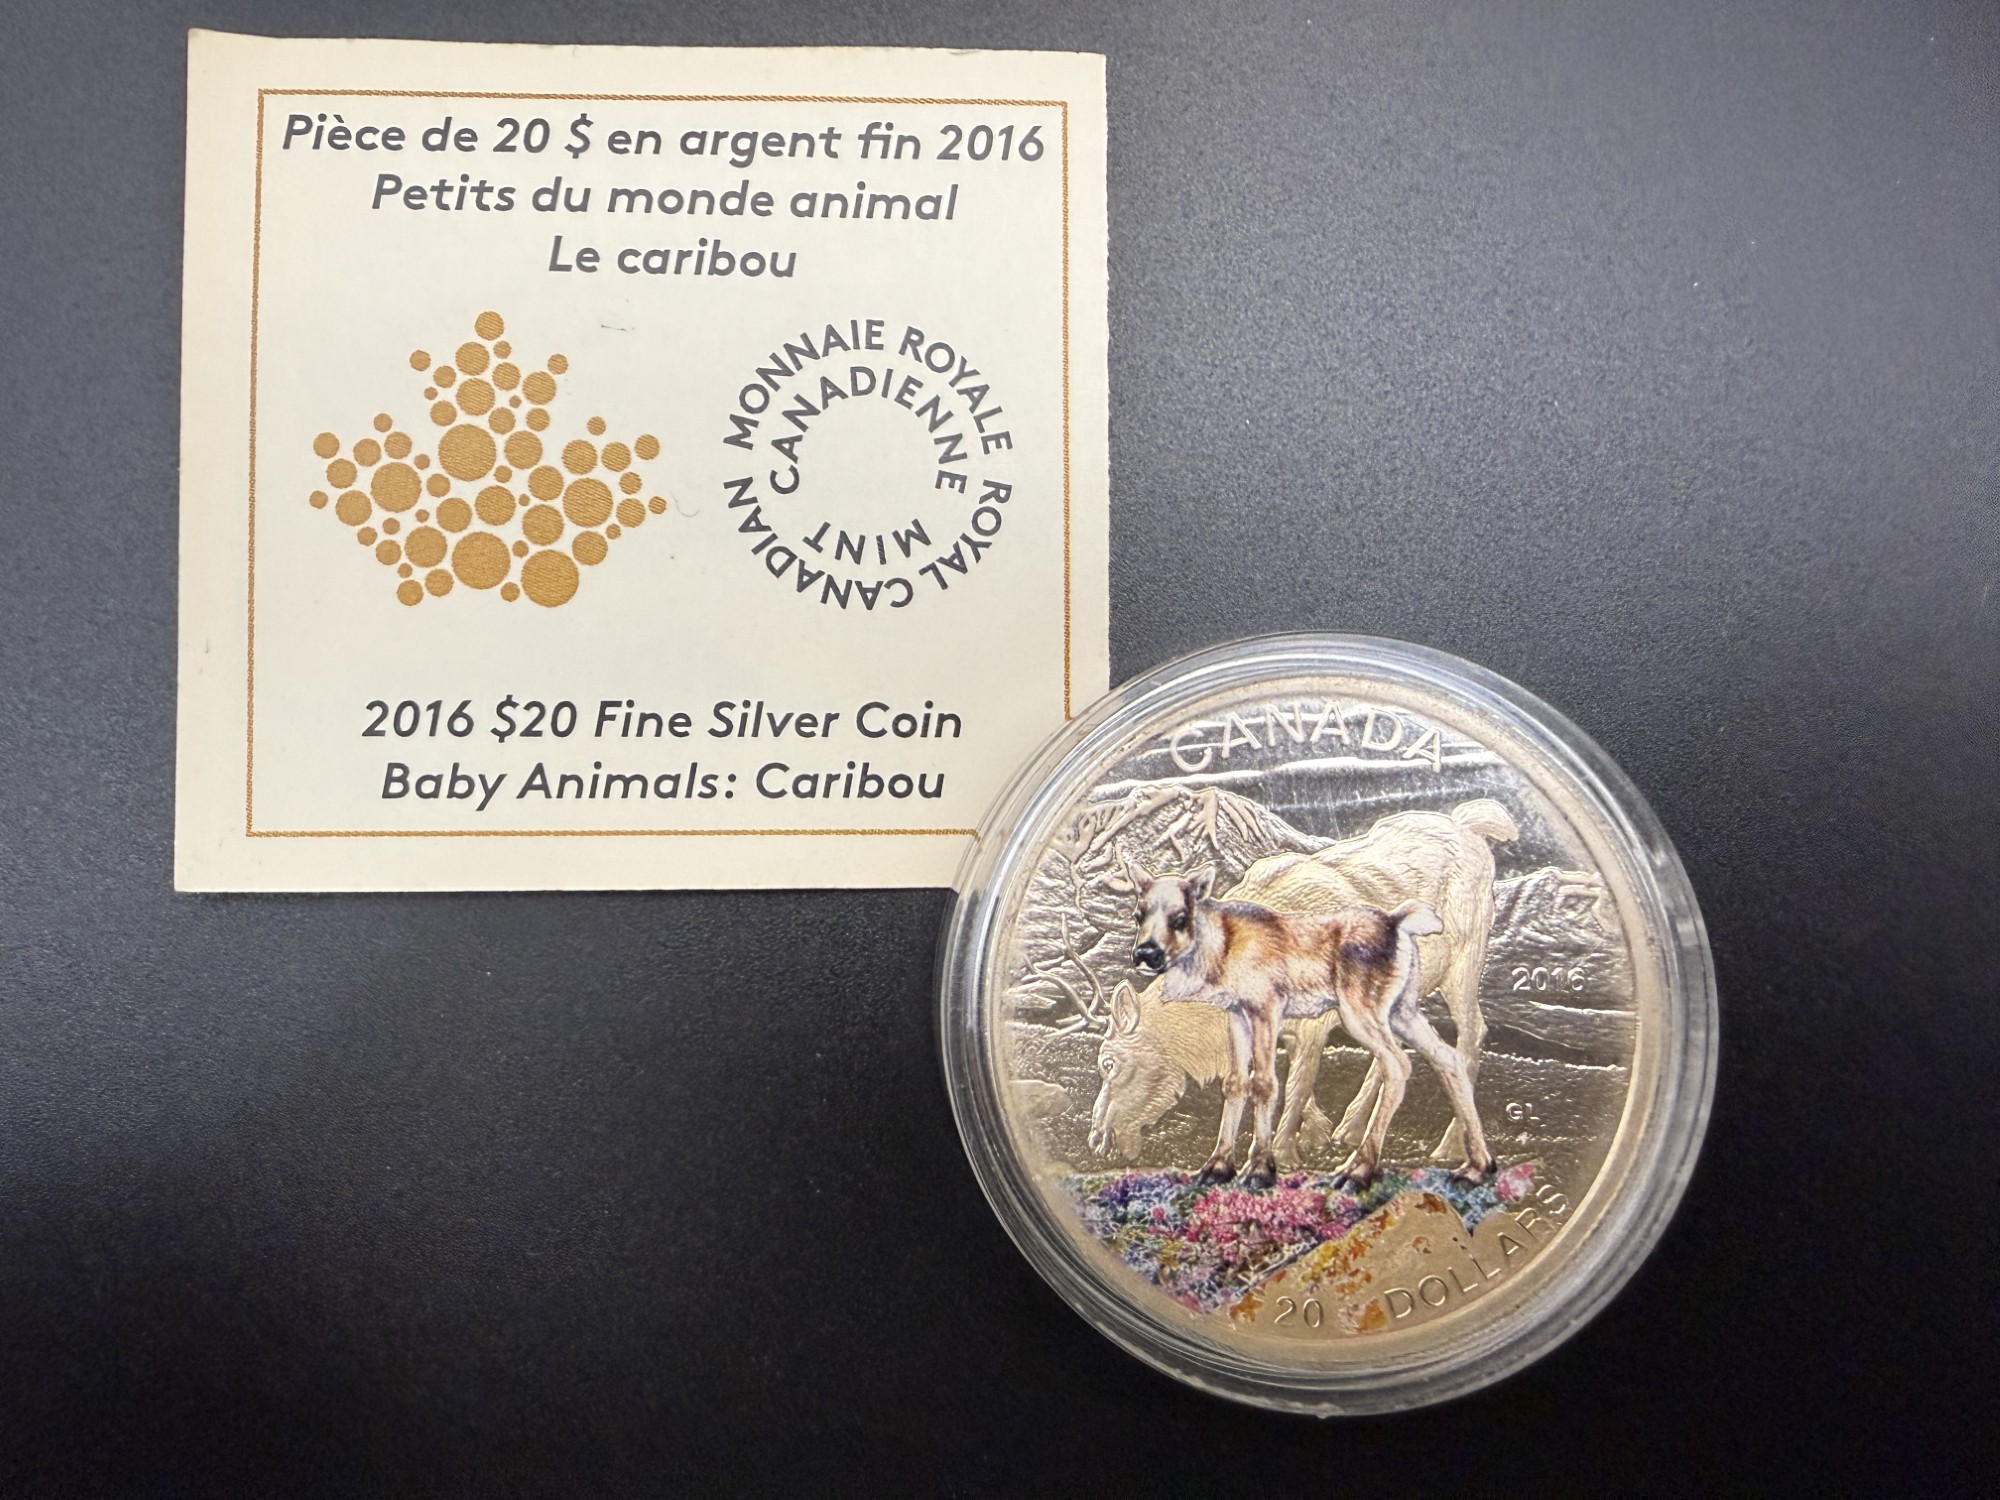 Pièce de 20 $ en argent fin 2016
Petits du monde animal
Le caribou
MONNAIE ROYALE
CANADIENNE
ROYAL CANADIAN
MINT
2016 $20 Fine Silver Coin
Baby Animals: Caribou
CANADA
2016
GL
20 DOLLARS